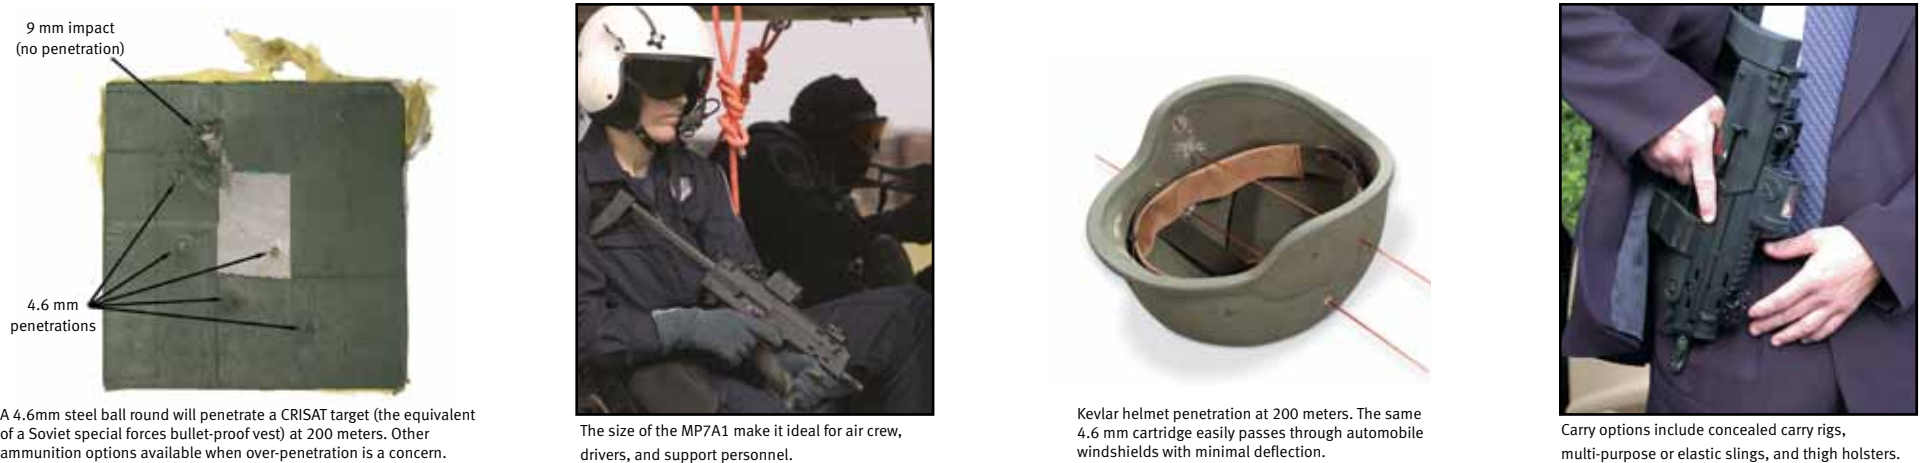 9 mm impact
(no penetration)
4.6 mm
penetrations
A 4.6mm steel ball round will penetrate a CRISAT target (the equivalent
of a Soviet special forces bullet-proof vest) at 200 meters. Other
ammunition options available when over-penetration is a concern.
The size of the MP7A1 make it ideal for air crew,
drivers, and support personnel.
Kevlar helmet penetration at 200 meters. The same
4.6 mm cartridge easily passes through automobile
windshields with minimal deflection.
Carry options include concealed carry rigs,
multi-purpose or elastic slings, and thigh holsters.